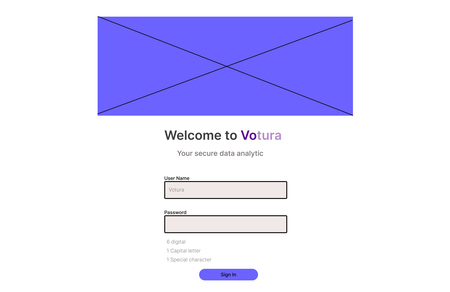 Welcome to Votura
Your secure data analytic
User Name
Votura
Password
6 digital
1 Capital letter
1 Special character
Sign In